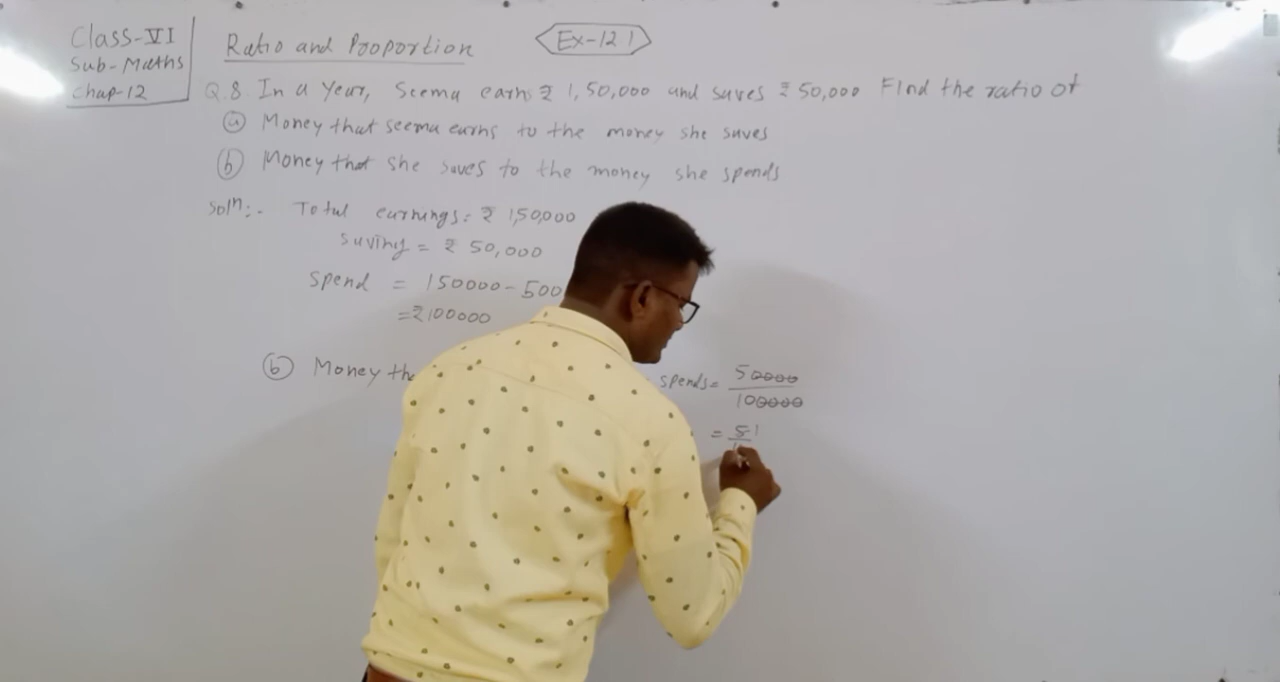 Class-VI
Sub-Maths
Chap-12
Ratio and Proportion
Ex-12.1
Q.8 In a year, Seema earns ₹ 1,50,000 and saves ₹ 50,000 Find the ratio of
(a) Money that seema earns to the money she saves
(b) Money that she saves to the money she spends
Soln:- Total earnings = ₹ 1,50,000
Saving = ₹ 50,000
Spend = 150000 - 500
= ₹100000
(b) Money tha spends = 50000
100000
= 5 1